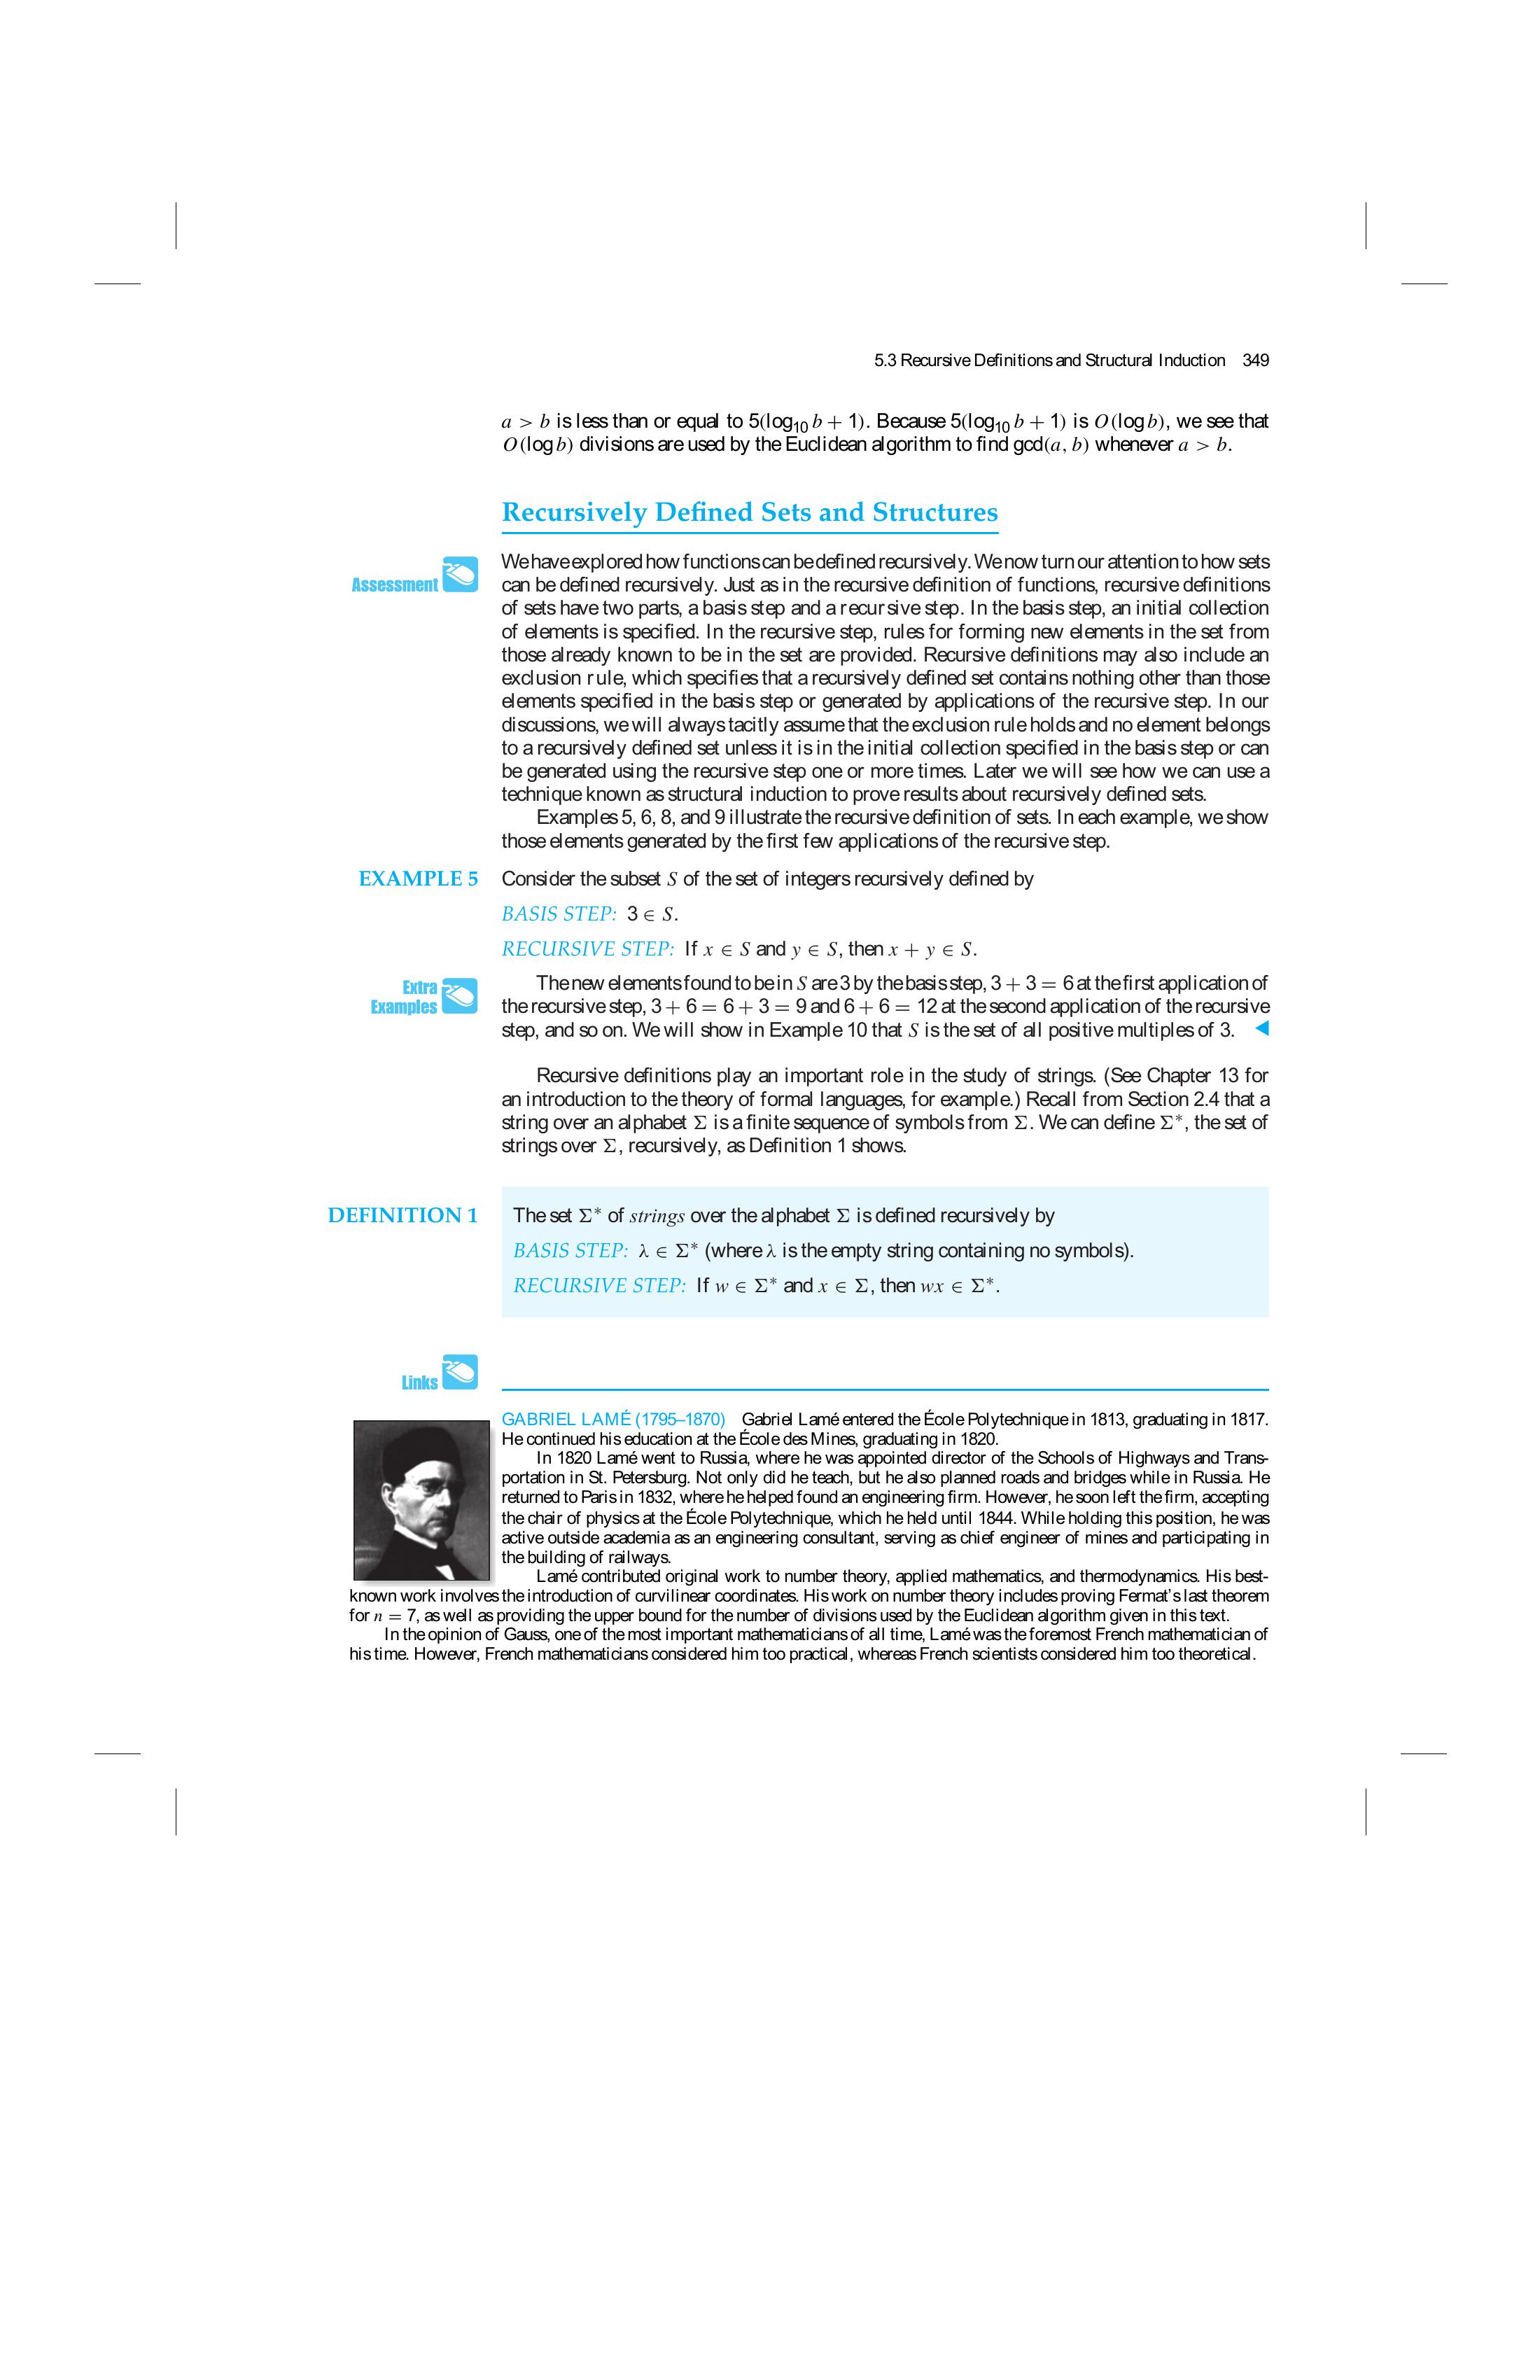 5.3 Recursive Definitions and Structural Induction 349
a > b is less than or equal to 5(log₁₀ b + 1). Because 5(log₁₀ b + 1) is O(log b), we see that
O(log b) divisions are used by the Euclidean algorithm to find gcd(a, b) whenever a > b.
Recursively Defined Sets and Structures
Assessment
We have explored how functions can be defined recursively. We now turn our attention to how sets
can be defined recursively. Just as in the recursive definition of functions, recursive definitions
of sets have two parts, a basis step and a recursive step. In the basis step, an initial collection
of elements is specified. In the recursive step, rules for forming new elements in the set from
those already known to be in the set are provided. Recursive definitions may also include an
exclusion rule, which specifies that a recursively defined set contains nothing other than those
elements specified in the basis step or generated by applications of the recursive step. In our
discussions, we will always tacitly assume that the exclusion rule holds and no element belongs
to a recursively defined set unless it is in the initial collection specified in the basis step or can
be generated using the recursive step one or more times. Later we will see how we can use a
technique known as structural induction to prove results about recursively defined sets.
Examples 5, 6, 8, and 9 illustrate the recursive definition of sets. In each example, we show
those elements generated by the first few applications of the recursive step.
EXAMPLE 5 Consider the subset S of the set of integers recursively defined by
BASIS STEP: 3 ∈ S.
RECURSIVE STEP: If x ∈ S and y ∈ S, then x + y ∈ S.
Extra
Examples
The new elements found to be in S are 3 by the basis step, 3 + 3 = 6 at the first application of
the recursive step, 3 + 6 = 6 + 3 = 9 and 6 + 6 = 12 at the second application of the recursive
step, and so on. We will show in Example 10 that S is the set of all positive multiples of 3. ◀
Recursive definitions play an important role in the study of strings. (See Chapter 13 for
an introduction to the theory of formal languages, for example.) Recall from Section 2.4 that a
string over an alphabet Σ is a finite sequence of symbols from Σ. We can define Σ*, the set of
strings over Σ, recursively, as Definition 1 shows.
DEFINITION 1 The set Σ* of strings over the alphabet Σ is defined recursively by
BASIS STEP: λ ∈ Σ* (where λ is the empty string containing no symbols).
RECURSIVE STEP: If w ∈ Σ* and x ∈ Σ, then wx ∈ Σ*.
Links
GABRIEL LAMÉ (1795–1870) Gabriel Lamé entered the École Polytechnique in 1813, graduating in 1817.
He continued his education at the École des Mines, graduating in 1820.
In 1820 Lamé went to Russia, where he was appointed director of the Schools of Highways and Trans-
portation in St. Petersburg. Not only did he teach, but he also planned roads and bridges while in Russia. He
returned to Paris in 1832, where he helped found an engineering firm. However, he soon left the firm, accepting
the chair of physics at the École Polytechnique, which he held until 1844. While holding this position, he was
active outside academia as an engineering consultant, serving as chief engineer of mines and participating in
the building of railways.
Lamé contributed original work to number theory, applied mathematics, and thermodynamics. His best-
known work involves the introduction of curvilinear coordinates. His work on number theory includes proving Fermat's last theorem
for n = 7, as well as providing the upper bound for the number of divisions used by the Euclidean algorithm given in this text.
In the opinion of Gauss, one of the most important mathematicians of all time, Lamé was the foremost French mathematician of
his time. However, French mathematicians considered him too practical, whereas French scientists considered him too theoretical.